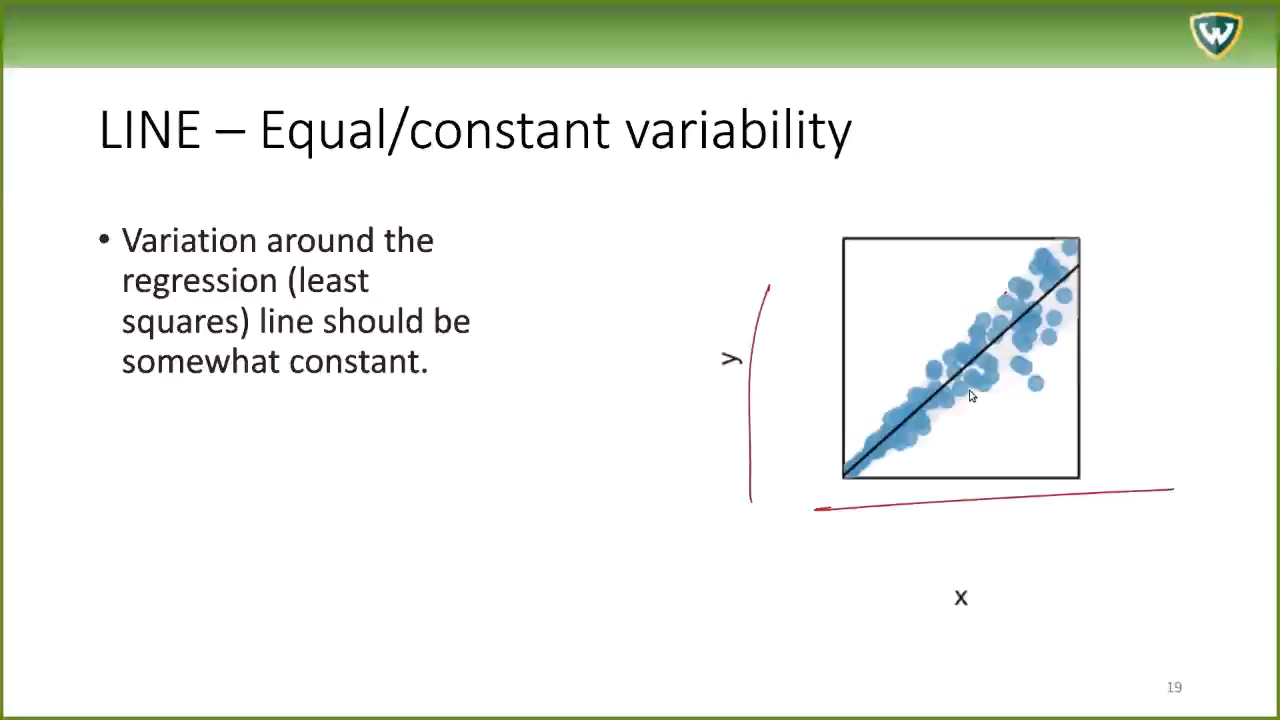 W
LINE – Equal/constant variability
• Variation around the
regression (least
squares) line should be
somewhat constant.
y
x
19